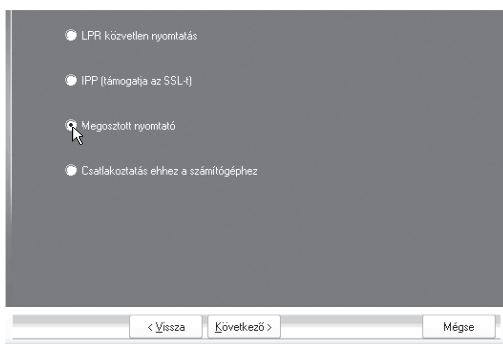 LPR közvetlen nyomtatás
IPP (támogatja az SSL-t)
Megosztott nyomtató
Csatlakoztatás ehhez a számítógéphez
< Vissza Következő > Mégse